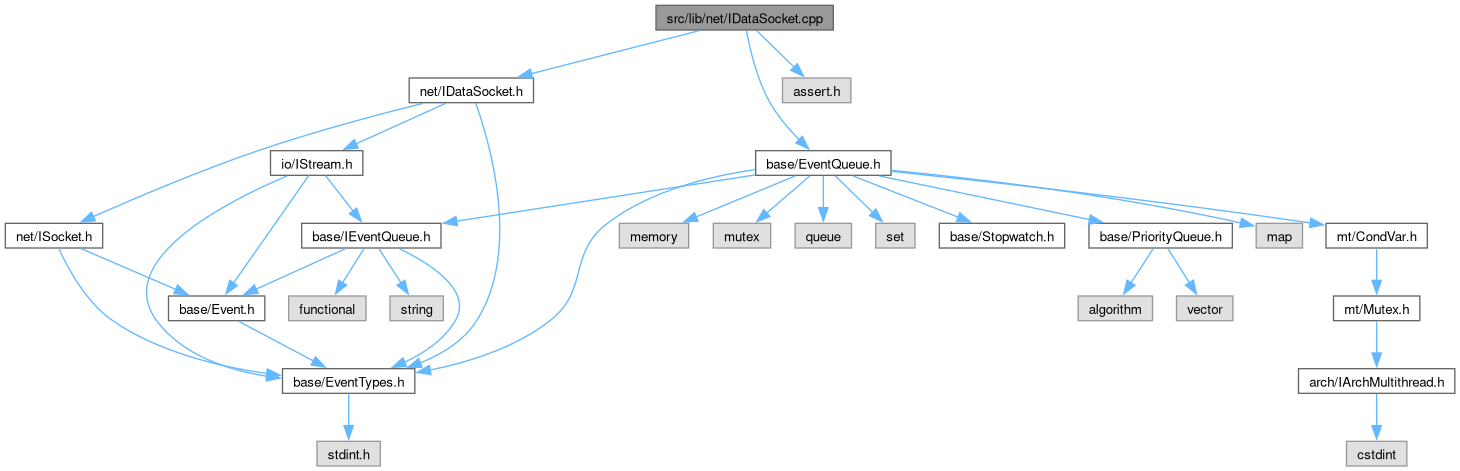 src/lib/net/IDataSocket.cpp
net/IDataSocket.h
assert.h
io/IStream.h
base/EventQueue.h
net/ISocket.h
base/IEventQueue.h
memory
mutex
queue
set
base/Stopwatch.h
base/PriorityQueue.h
map
mt/CondVar.h
base/Event.h
functional
string
algorithm
vector
mt/Mutex.h
base/EventTypes.h
arch/IArchMultithread.h
stdint.h
cstdint